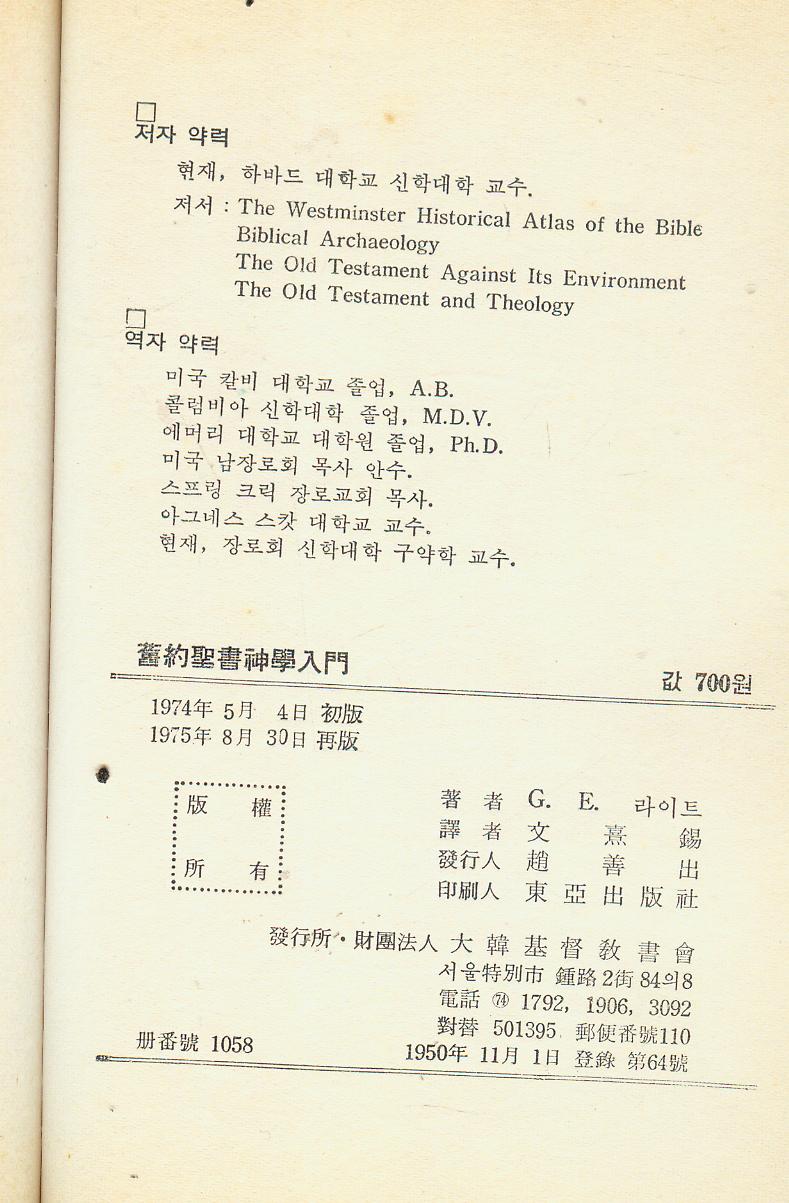 저자 약력
현재, 하바드 대학교 신학대학 교수.
저서 : The Westminster Historical Atlas of the Bible
Biblical Archaeology
The Old Testament Against Its Environment
The Old Testament and Theology
역자 약력
미국 칼비 대학교 졸업, A.B.
콜럼비아 신학대학 졸업, M.D.V.
에머리 대학교 대학원 졸업, Ph.D.
미국 남장로회 목사 안수.
스프링 크릭 장로교회 목사.
아그네스 스캇 대학교 교수.
현재, 장로회 신학대학 구약학 교수.
舊約聖書神學入門
값 700원
1974年 5月 4日 初版
1975年 8月 30日 再版
版 權
所 有
著 者 G. E. 라이트
譯 者 文 熹 錫
發行人 趙 善 出
印刷人 東 亞 出 版 社
發行所·財團法人 大 韓 基 督 敎 書 會
서울特別市 鍾路 2街 84의8
電話 ㉔ 1792, 1906, 3092
對替 501395 郵便番號110
册番號 1058
1950年 11月 1日 登錄 第64號